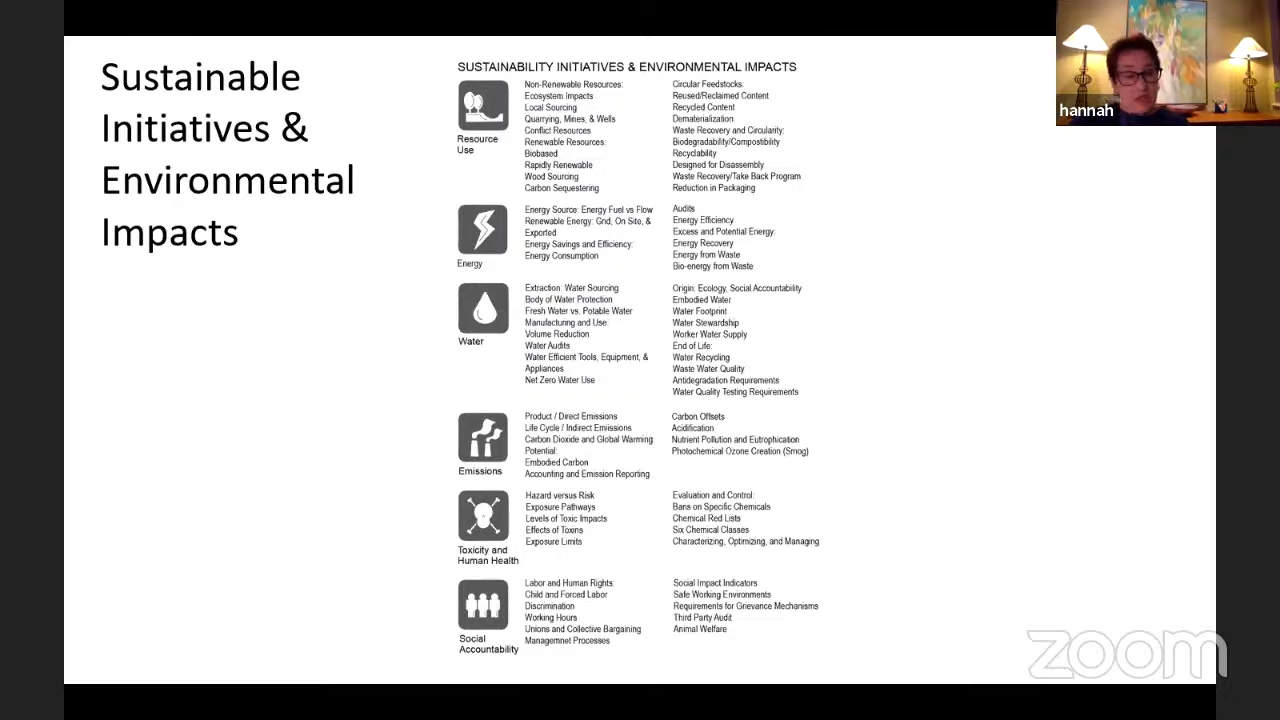 Sustainable
Initiatives &
Environmental
Impacts
SUSTAINABILITY INITIATIVES & ENVIRONMENTAL IMPACTS
Resource
Use
Non-Renewable Resources:
Ecosystem Impacts
Local Sourcing
Quarrying, Mines, & Wells
Conflict Resources
Renewable Resources:
Biobased
Rapidly Renewable
Wood Sourcing
Carbon Sequestering
Circular Feedstocks:
Reused/Reclaimed Content
Recycled Content
Dematerialization
Waste Recovery and Circularity:
Biodegradability/Compostibility
Recyclability
Designed for Disassembly
Waste Recovery/Take Back Program
Reduction in Packaging
Energy
Energy Source: Energy Fuel vs Flow
Renewable Energy: Grid, On Site, &
Exported
Energy Savings and Efficiency:
Energy Consumption
Audits
Energy Efficiency
Excess and Potential Energy:
Energy Recovery
Energy from Waste
Bio-energy from Waste
Water
Extraction: Water Sourcing
Body of Water Protection
Fresh Water vs. Potable Water
Manufacturing and Use:
Volume Reduction
Water Audits
Water Efficient Tools, Equipment, &
Appliances
Net Zero Water Use
Origin: Ecology, Social Accountability
Embodied Water
Water Footprint
Water Stewardship
Worker Water Supply
End of Life:
Water Recycling
Waste Water Quality
Antidegradation Requirements
Water Quality Testing Requirements
Emissions
Product / Direct Emissions
Life Cycle / Indirect Emissions
Carbon Dioxide and Global Warming
Potential:
Embodied Carbon
Accounting and Emission Reporting
Carbon Offsets
Acidification
Nutrient Pollution and Eutrophication
Photochemical Ozone Creation (Smog)
Toxicity and
Human Health
Hazard versus Risk
Exposure Pathways
Levels of Toxic Impacts
Effects of Toxins
Exposure Limits
Evaluation and Control:
Bans on Specific Chemicals
Chemical Red Lists
Six Chemical Classes
Characterizing, Optimizing, and Managing
Social
Accountability
Labor and Human Rights:
Child and Forced Labor
Discrimination
Working Hours
Unions and Collective Bargaining
Managemnet Processes
Social Impact Indicators
Safe Working Environments
Requirements for Grievance Mechanisms
Third Party Audit
Animal Welfare
hannah
zoom